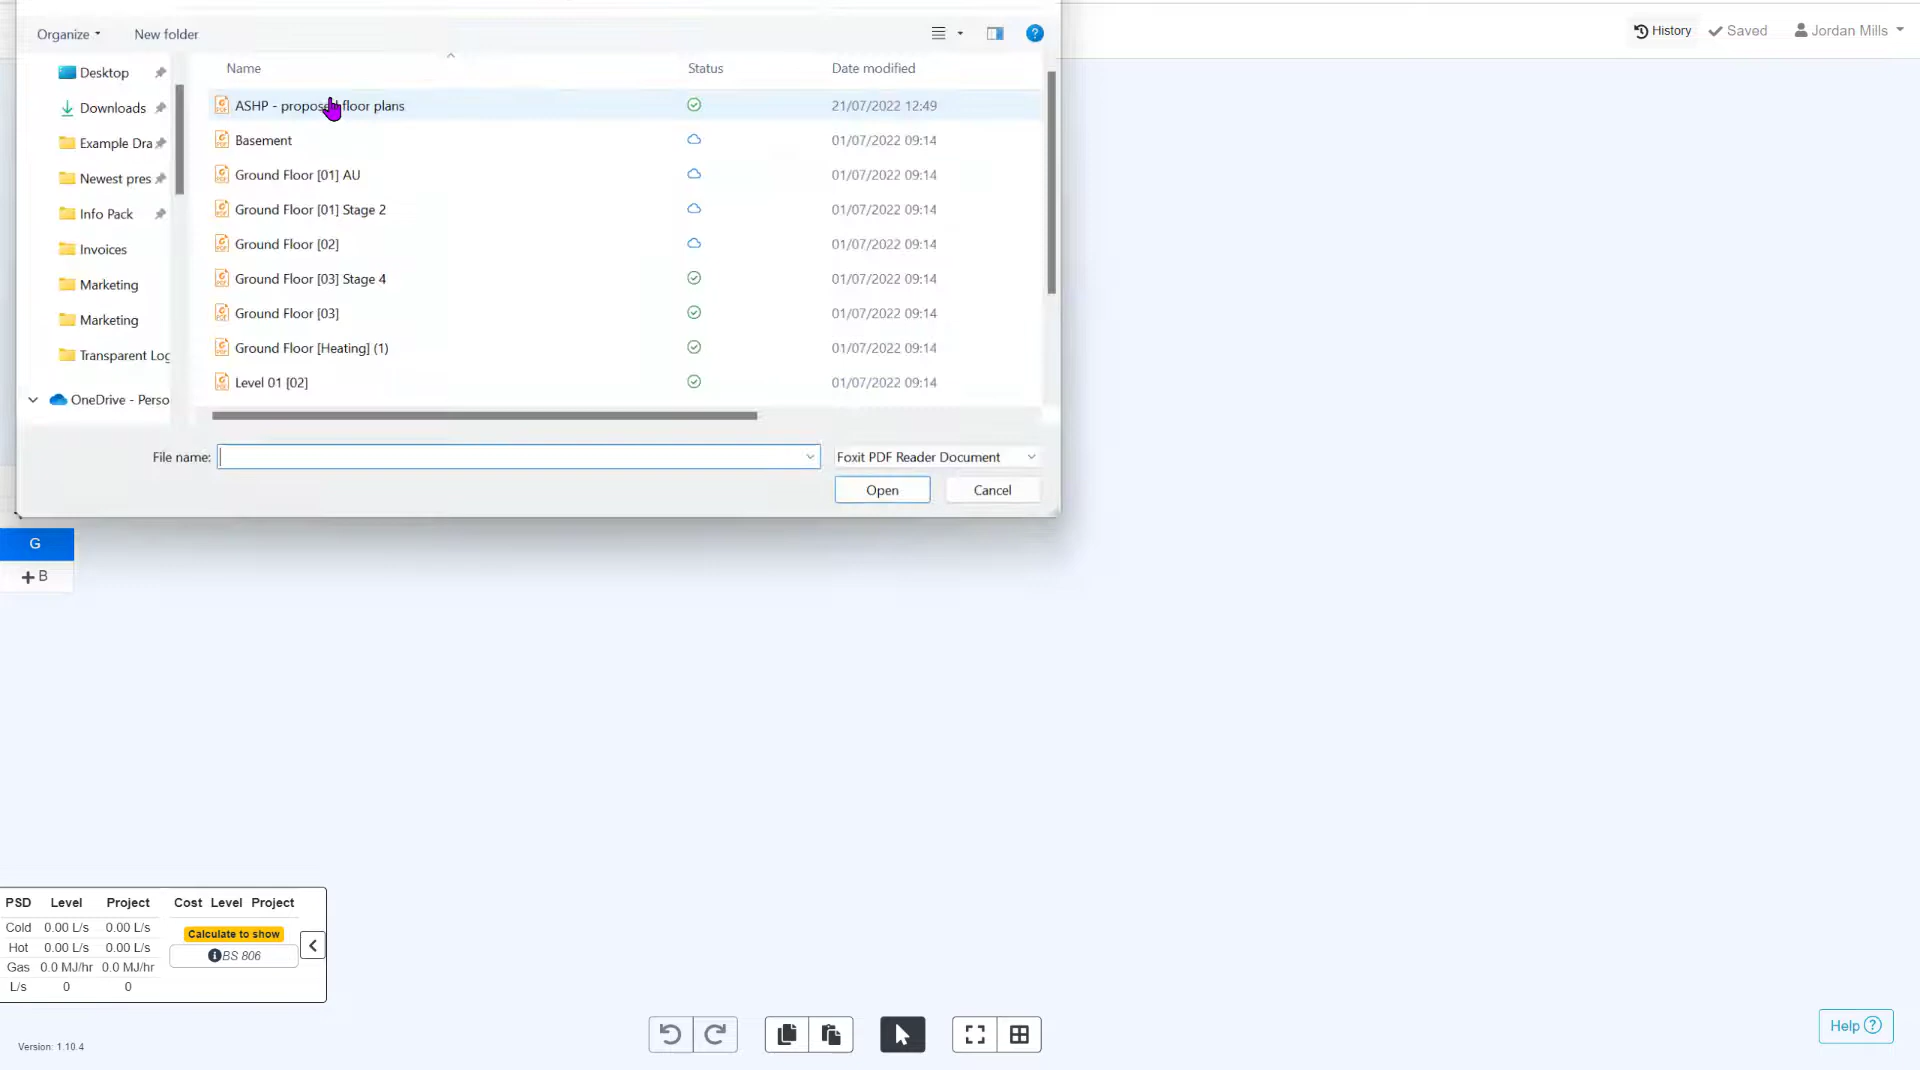 Organize
New folder
History
Saved
Jordan Mills
Name
Status
Date modified
Desktop
Downloads
Example Dra
Newest pres
Info Pack
Invoices
Marketing
Marketing
Transparent Log
OneDrive - Perso
ASHP - proposed floor plans 21/07/2022 12:49
Basement 01/07/2022 09:14
Ground Floor [01] AU 01/07/2022 09:14
Ground Floor [01] Stage 2 01/07/2022 09:14
Ground Floor [02] 01/07/2022 09:14
Ground Floor [03] Stage 4 01/07/2022 09:14
Ground Floor [03] 01/07/2022 09:14
Ground Floor [Heating] (1) 01/07/2022 09:14
Level 01 [02] 01/07/2022 09:14
File name:
Foxit PDF Reader Document
Open
Cancel
G
B
PSD Level Project
Cold 0.00 L/s 0.00 L/s
Hot 0.00 L/s 0.00 L/s
Gas 0.0 MJ/hr 0.0 MJ/hr
L/s 0 0
Cost Level Project
Calculate to show
BS 806
Help
Version: 1.10.4